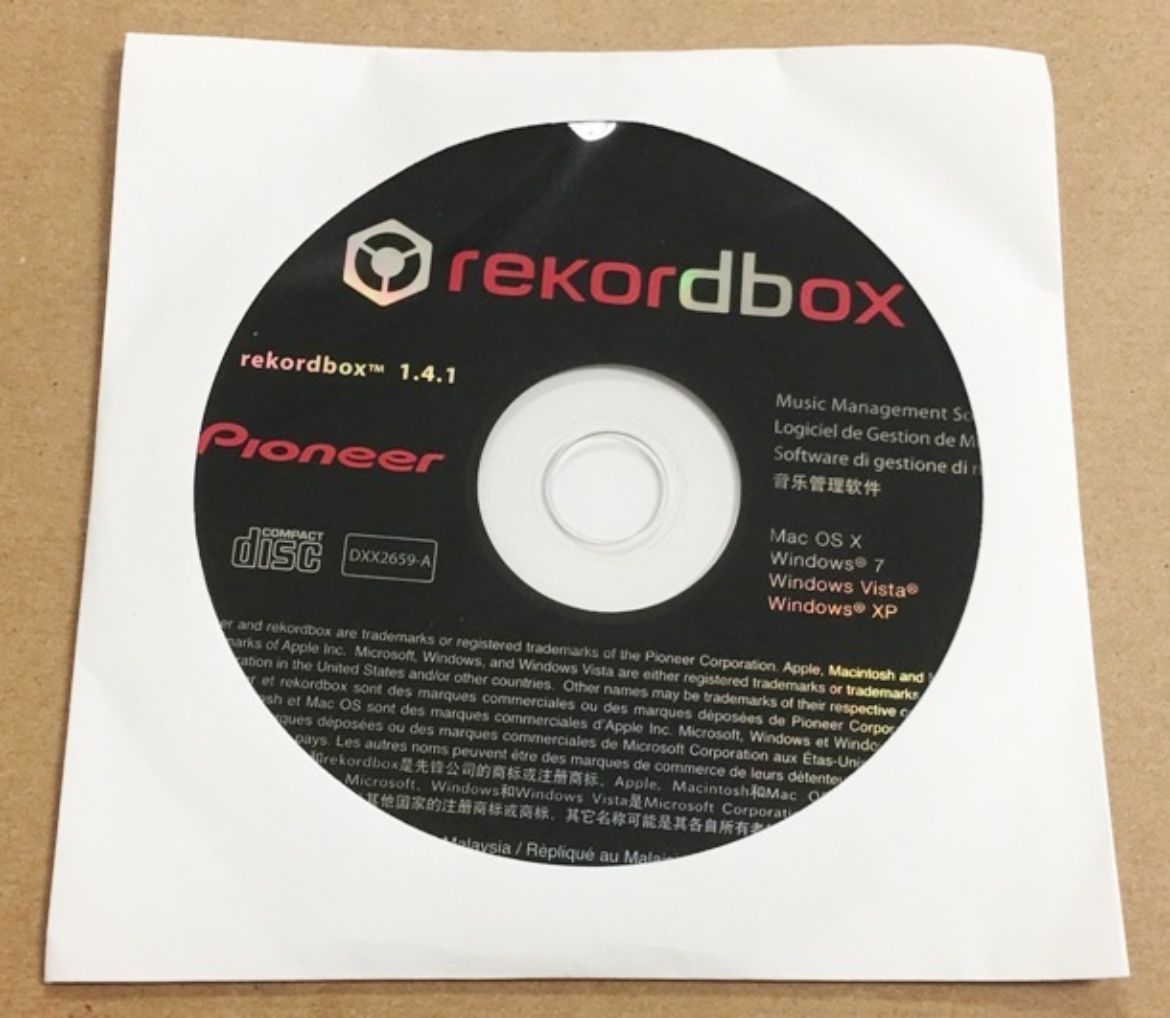 rekordbox
rekordbox™ 1.4.1
Pioneer
COMPACT
disc
DXX2659-A
Music Management
Logiciel de Gestion de
Software di gestione di
音乐管理软件
Mac OS X
Windows® 7
Windows Vista®
Windows® XP
and rekordbox are trademarks or registered trademarks of the Pioneer Corporation. Apple, Macintosh and
of Apple Inc. Microsoft, Windows, and Windows Vista are either registered trademarks or trademarks
in the United States and/or other countries. Other names may be trademarks of their respective
et rekordbox sont des marques commerciales ou des marques déposées de Pioneer
et Mac OS sont des marques commerciales d'Apple Inc. Microsoft, Windows et
déposées ou des marques commerciales de Microsoft Corporation aux
pays. Les autres noms peuvent être des marques de commerce de leurs
rekordbox是先锋公司的商标或注册商标。Apple, Macintosh和Mac
Microsoft, Windows和Windows Vista是Microsoft
其他国家的注册商标或商标。其它名称可能是其各自所有者
Malaysia / Répliqué au